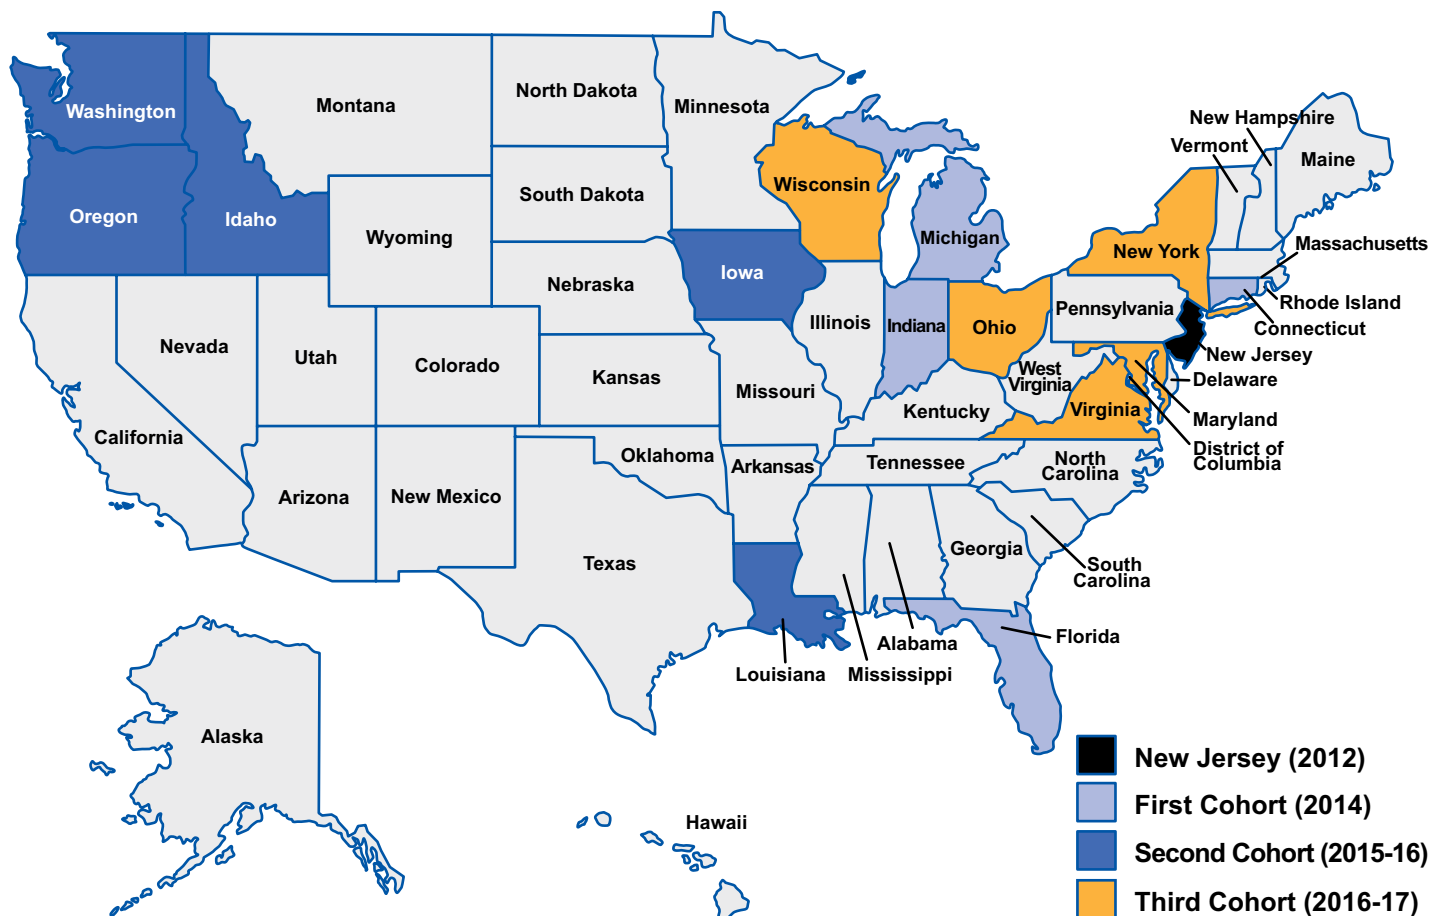 Washington
Montana
North Dakota
Minnesota
New Hampshire
Vermont
Maine
Oregon
Idaho
Wyoming
South Dakota
Wisconsin
Michigan
New York
Massachusetts
Iowa
Nebraska
Rhode Island
Connecticut
Nevada
Utah
Colorado
Kansas
Illinois
Indiana
Ohio
Pennsylvania
New Jersey
Delaware
West
Virginia
Missouri
Kentucky
Virginia
Maryland
District of
Columbia
California
Arizona
New Mexico
Oklahoma
Arkansas
Tennessee
North
Carolina
Texas
Georgia
South
Carolina
Louisiana
Mississippi
Alabama
Florida
Alaska
Hawaii
New Jersey (2012)
First Cohort (2014)
Second Cohort (2015-16)
Third Cohort (2016-17)